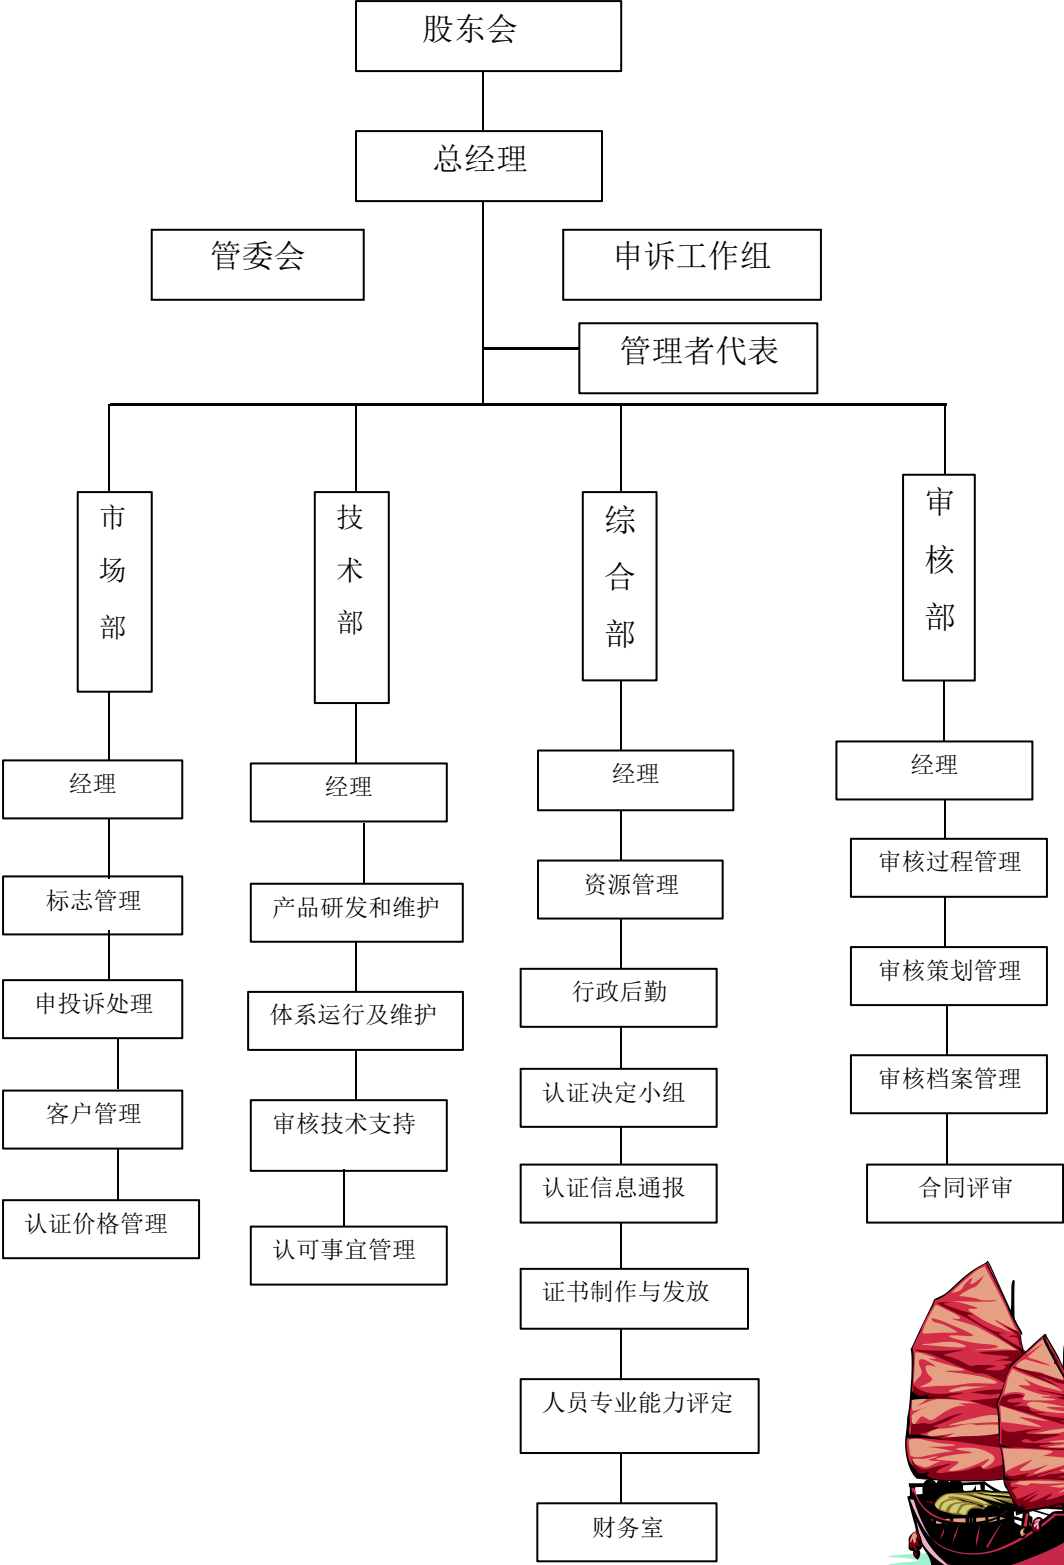 股东会
总经理
管委会
申诉工作组
管理者代表
市场部
技术部
综合部
审核部
经理
标志管理
申投诉处理
客户管理
认证价格管理
经理
产品研发和维护
体系运行及维护
审核技术支持
认可事宜管理
经理
资源管理
行政后勤
认证决定小组
认证信息通报
证书制作与发放
人员专业能力评定
财务室
经理
审核过程管理
审核策划管理
审核档案管理
合同评审